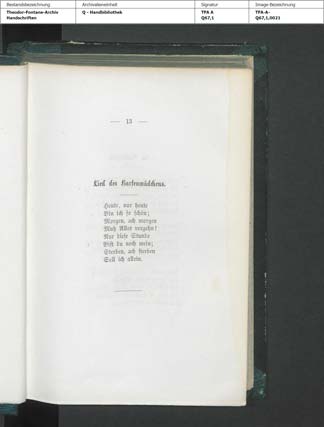 Bestandsbezeichnung Archivalieneinheit Signatur Image-Bezeichnung
Theodor-Fontane-Archiv Q - Handbibliothek TFA A TFA-A-
Handschriften Q67,1 Q67,1,0021
— 13 —
Lied des Harfenmädchens.
Heute, nur heute
Bin ich so schön;
Morgen, ach morgen
Muß Alles vergehn!
Nur diese Stunde
Bist du noch mein;
Sterben, ach sterben
Soll ich allein.